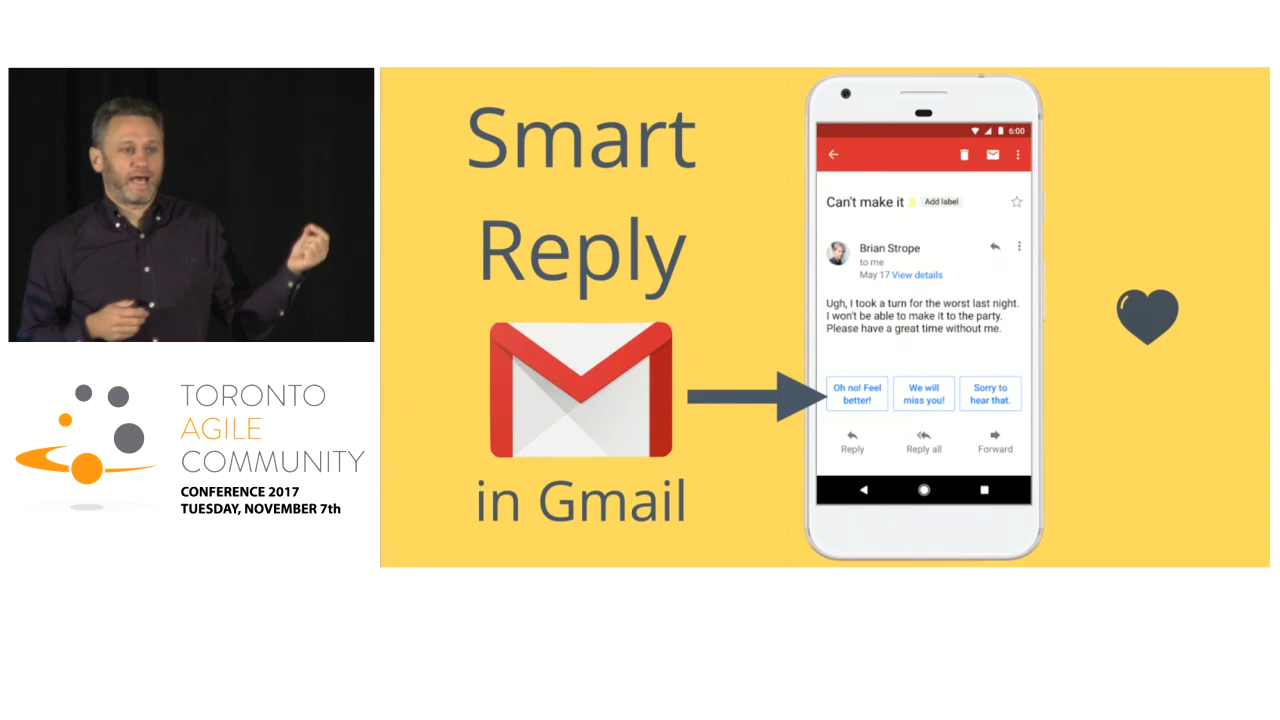 TORONTO
AGILE
COMMUNITY
CONFERENCE 2017
TUESDAY, NOVEMBER 7th
Smart
Reply
in Gmail
6:00
Can't make it
Add label
Brian Strope
to me
May 17 View details
Ugh, I took a turn for the worst last night.
I won't be able to make it to the party.
Please have a great time without me.
Oh no! Feel
better!
We will
miss you!
Sorry to
hear that.
Reply
Reply all
Forward